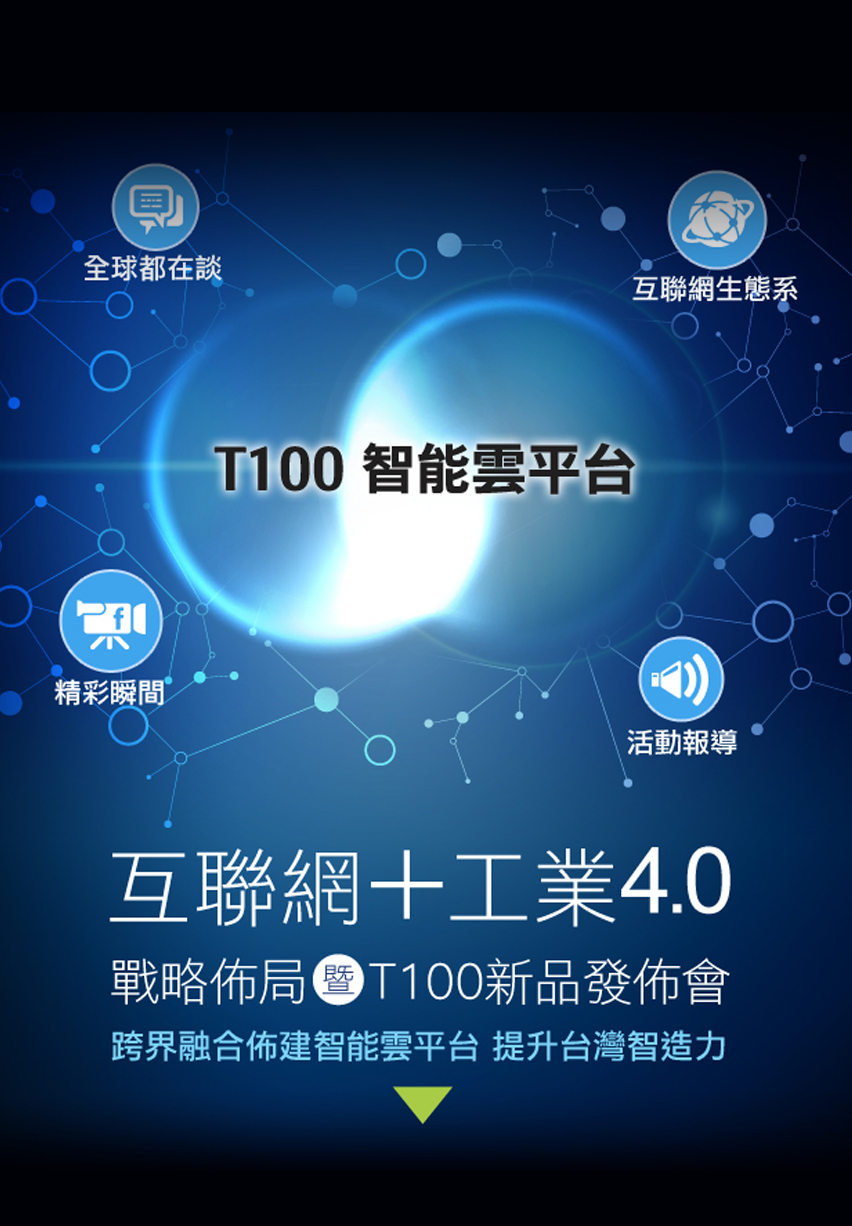 全球都在談
互聯網生態系
T100 智能雲平台
f
精彩瞬間
活動報導
互聯網＋工業4.0
戰略佈局暨T100新品發佈會
跨界融合佈建智能雲平台 提升台灣智造力